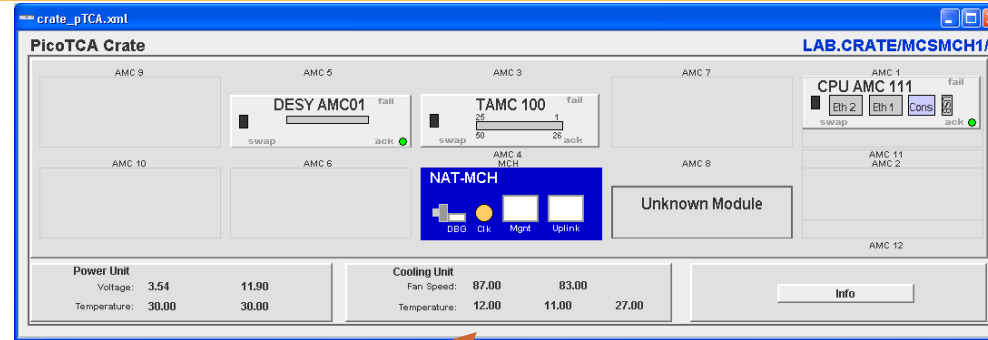 crate_pTCA.xml
PicoTCA Crate
LAB.CRATE/MCSMCH1/
AMC 9
AMC 5
AMC 3
AMC 7
AMC 1
DESY AMC01
fail
swap
ack
TAMC 100
fail
25
1
50
26
swap
ack
CPU AMC 111
fail
Eth 2
Eth 1
Cons
USB
swap
ack
AMC 10
AMC 6
AMC 4
MCH
AMC 8
AMC 11
AMC 2
NAT-MCH
DBG
Clk
Mgnt
Uplink
Unknown Module
AMC 12
Power Unit
Voltage: 3.54 11.90
Temperature: 30.00 30.00
Cooling Unit
Fan Speed: 87.00 83.00
Temperature: 12.00 11.00 27.00
Info